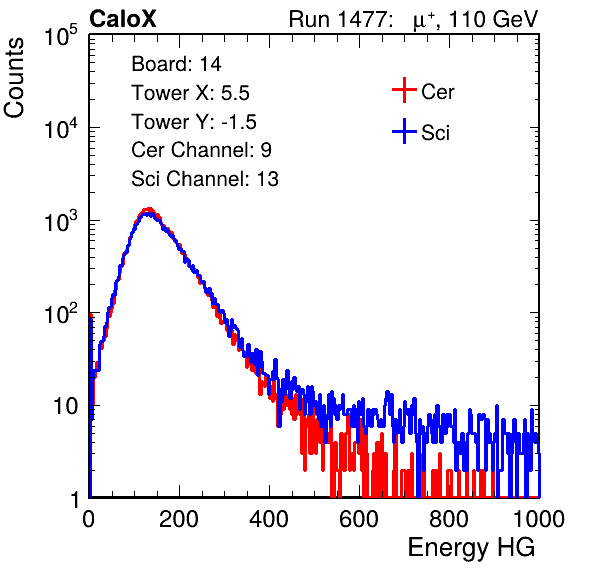 CaloX Run 1477: μ⁺, 110 GeV
Counts
Board: 14
Tower X: 5.5
Tower Y: -1.5
Cer Channel: 9
Sci Channel: 13
Cer
Sci
10⁵
10⁴
10³
10²
10
1
0 200 400 600 800 1000
Energy HG